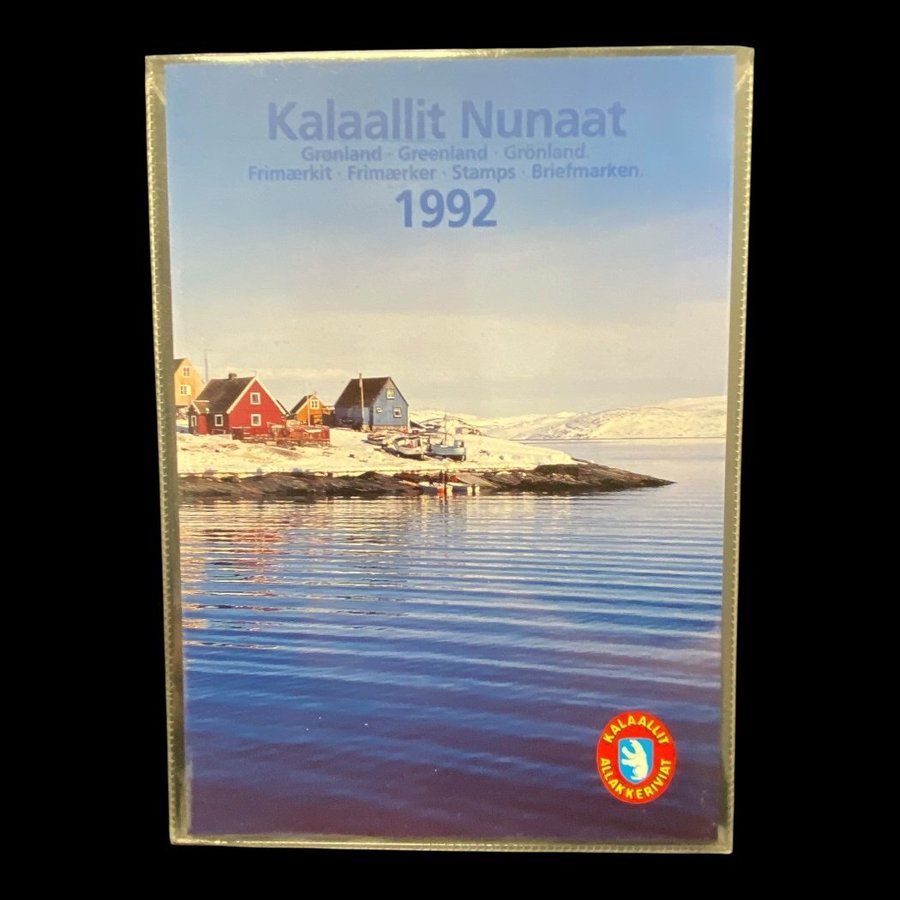 Kalaallit Nunaat
Grønland · Greenland · Grönland
Frimærkit · Frimærker · Stamps · Briefmarken
1992
KALAALLIT
ALLAKKERIVIAT